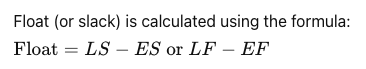 Float (or slack) is calculated using the formula:
Float = LS − ES or LF − EF